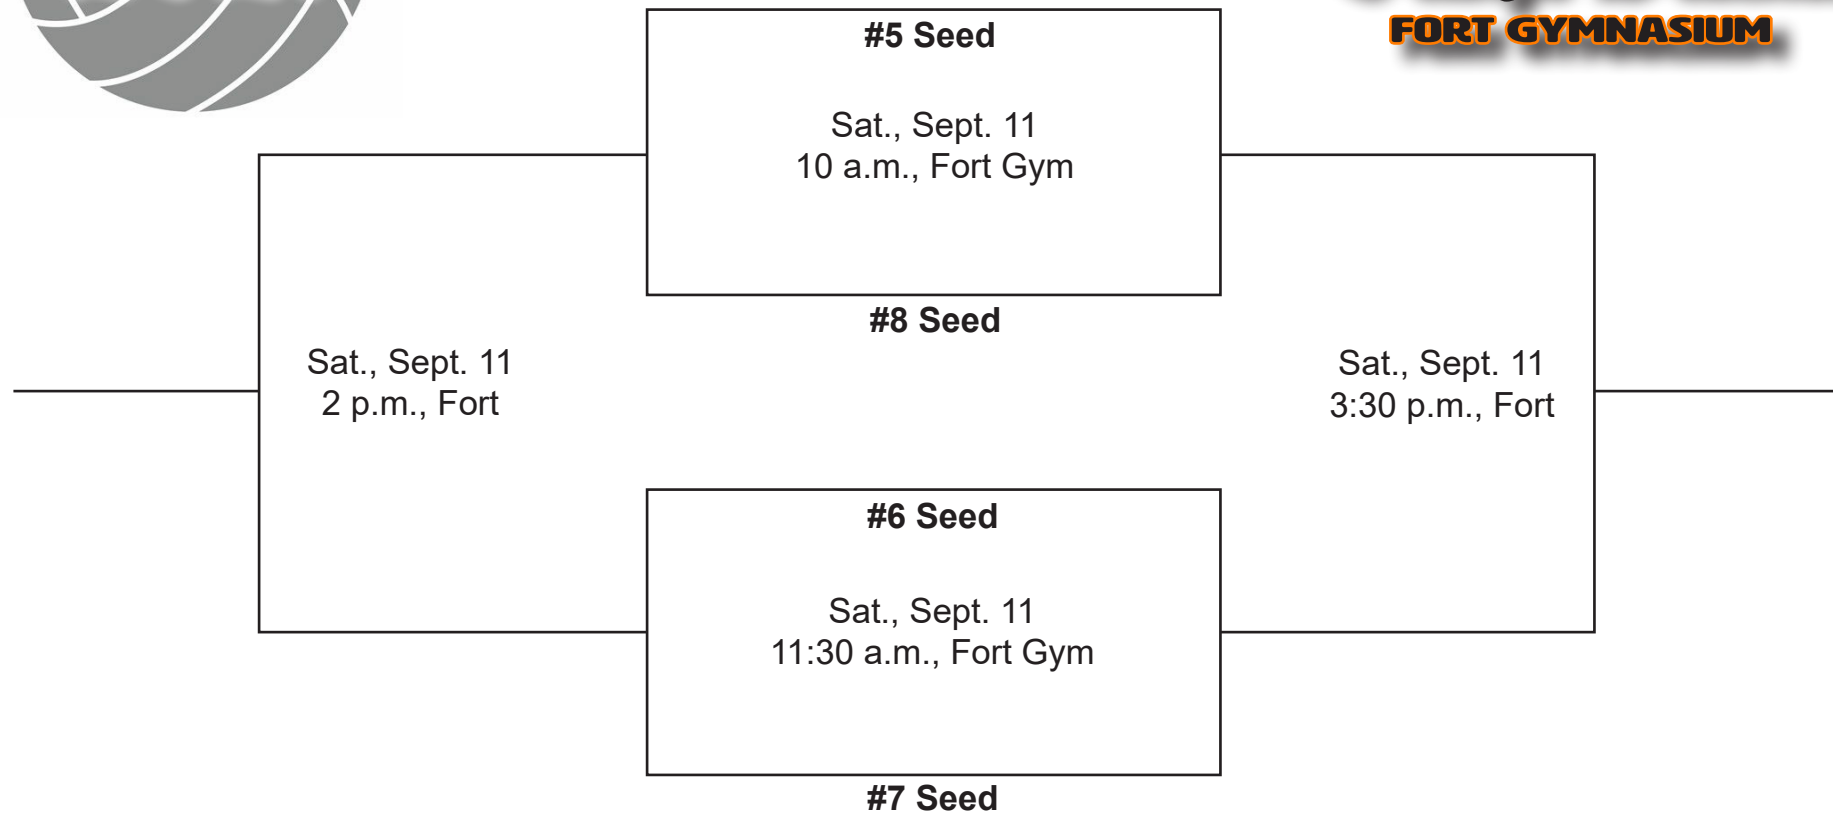 FORT GYMNASIUM
#5 Seed
Sat., Sept. 11
10 a.m., Fort Gym
#8 Seed
Sat., Sept. 11
2 p.m., Fort
Sat., Sept. 11
3:30 p.m., Fort
#6 Seed
Sat., Sept. 11
11:30 a.m., Fort Gym
#7 Seed